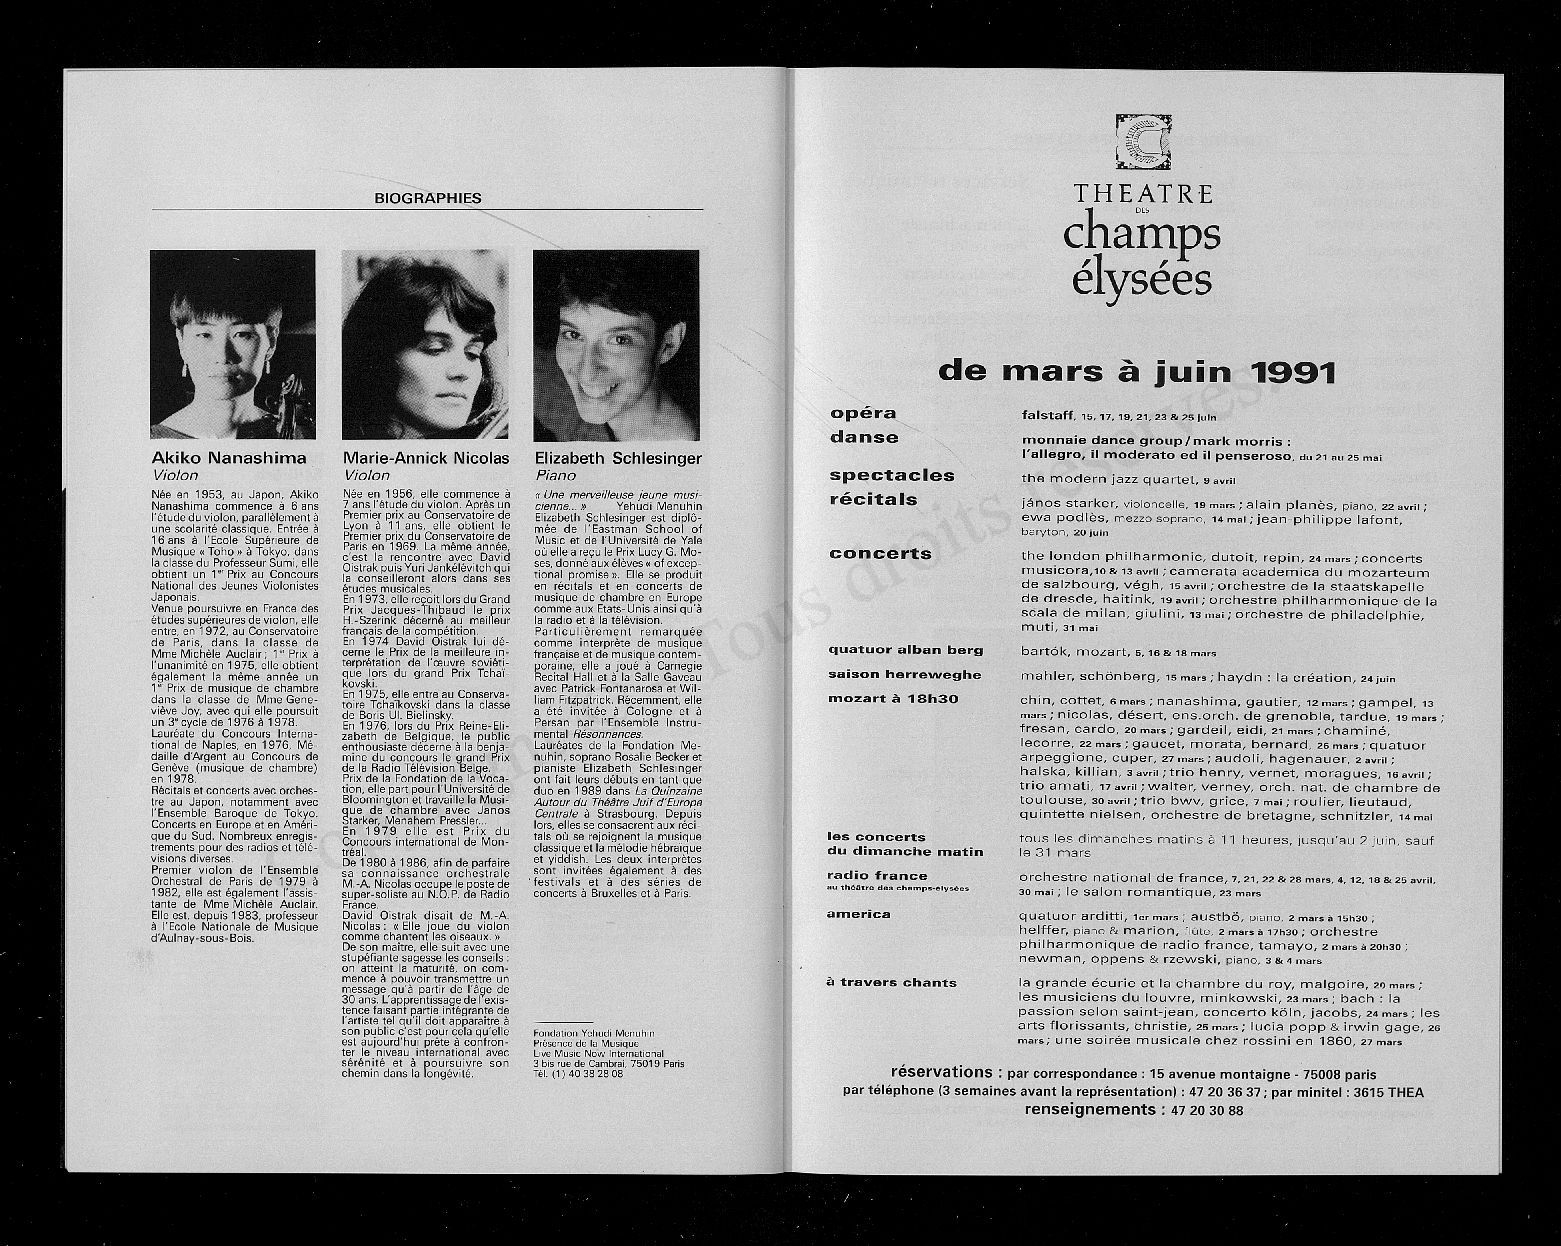 BIOGRAPHIES
Akiko Nanashima
Violon
Née en 1953, au Japon, Akiko
Nanashima commence à 6 ans
l'étude du violon, parallèlement à
une scolarité classique. Entrée à
16 ans à l'Ecole Supérieure de
Musique « Toho » à Tokyo, dans
la classe du Professeur Sumi, elle
obtient un 1er Prix au Concours
National des Jeunes Violonistes
Japonais.
Venue poursuivre en France des
études supérieures de violon, elle
entre, en 1972, au Conservatoire
de Paris, dans la classe de
Mme Michèle Auclair ; 1er Prix à
l'unanimité en 1975, elle obtient
également la même année un
1er Prix de musique de chambre
dans la classe de Mme Gene-
viève Joy, avec qui elle poursuit
un 3e cycle de 1976 à 1978.
Lauréate du Concours Interna-
tional de Naples, en 1976. Mé-
daille d'Argent au Concours de
Genève (musique de chambre)
en 1978.
Récitals et concerts avec orches-
tre au Japon, notamment avec
l'Ensemble Baroque de Tokyo.
Concerts en Europe et en Améri-
que du Sud. Nombreux enregis-
trements pour des radios et télé-
visions diverses.
Premier violon de l'Ensemble
Orchestral de Paris de 1979 à
1982, elle est également l'assis-
tante de Mme Michèle Auclair.
Elle est, depuis 1983, professeur
à l'Ecole Nationale de Musique
d'Aulnay-sous-Bois.
Marie-Annick Nicolas
Violon
Née en 1956, elle commence à
7 ans l'étude du violon. Après un
Premier prix au Conservatoire de
Lyon à 11 ans, elle obtient le
Premier prix du Conservatoire de
Paris en 1969. La même année,
c'est la rencontre avec David
Oistrak puis Yuri Jankélévitch qui
la conseilleront alors dans ses
études musicales.
En 1973, elle reçoit lors du Grand
Prix Jacques-Thibaud le prix
H.-Szerink décerné au meilleur
français de la compétition.
En 1974 David Oistrak lui dé-
cerne le Prix de la meilleure in-
terprétation de l'œuvre soviéti-
que lors du grand Prix Tchaï-
kovski.
En 1975, elle entre au Conserva-
toire Tchaïkovski dans la classe
de Boris Ul. Bielinsky.
En 1976, lors du Prix Reine-Eli-
zabeth de Belgique, le public
enthousiaste décerne à la benja-
mine du concours le grand Prix
de la Radio Télévision Belge.
Prix de la Fondation de la Voca-
tion, elle part pour l'Université de
Bloomington et travaille la Musi-
que de chambre avec Janos
Starker, Menahem Pressler...
En 1979 elle est Prix du
Concours international de Mon-
tréal.
De 1980 à 1986, afin de parfaire
sa connaissance orchestrale
M.-A. Nicolas occupe le poste de
super-soliste au N.O.P. de Radio
France.
David Oistrak disait de M.-A.
Nicolas : « Elle joue du violon
comme chantent les oiseaux. »
De son maître, elle suit avec une
stupéfiante sagesse les conseils :
on atteint la maturité, on com-
mence à pouvoir transmettre un
message qu'à partir de l'âge de
30 ans. L'apprentissage de l'exis-
tence faisant partie intégrante de
l'artiste tel qu'il doit apparaître à
son public c'est pour cela qu'elle
est aujourd'hui prête à confron-
ter le niveau international avec
sérénité et à poursuivre son
chemin dans la longévité.
Elizabeth Schlesinger
Piano
« Une merveilleuse jeune musi-
cienne... » Yehudi Menuhin
Elizabeth Schlesinger est diplô-
mée de l'Eastman School of
Music et de l'Université de Yale
où elle a reçu le Prix Lucy G. Mo-
ses, donné aux élèves « of excep-
tional promise ». Elle se produit
en récitals et en concerts de
musique de chambre en Europe
comme aux Etats-Unis ainsi qu'à
la radio et à la télévision.
Particulièrement remarquée
comme interprète de musique
française et de musique contem-
poraine, elle a joué à Carnegie
Recital Hall et à la Salle Gaveau
avec Patrick Fontanarosa et Wil-
liam Fitzpatrick. Récemment, elle
a été invitée à Cologne et à
Persan par l'Ensemble Instru-
mental Résonnances.
Lauréates de la Fondation Me-
nuhin, soprano Rosalie Becker et
pianiste Elizabeth Schlesinger
ont fait leurs débuts en tant que
duo en 1989 dans La Quinzaine
Autour du Théâtre Juif d'Europe
Centrale à Strasbourg. Depuis
lors, elles se consacrent aux réci-
tals où se rejoignent la musique
classique et la mélodie hébraïque
et yiddish. Les deux interprètes
sont invitées également à des
festivals et à des séries de
concerts à Bruxelles et à Paris.
Fondation Yehudi Menuhin
Présence de la Musique
Live Music Now International
3 bis rue de Cambrai, 75019 Paris
Tél. (1) 40 38 28 08
THEATRE
DES
champs
élysées
de mars à juin 1991
opéra falstaff, 15, 17, 19, 21, 23 & 25 juin
danse monnaie dance group/mark morris :
l'allegro, il moderato ed il penseroso, du 21 au 25 mai
spectacles the modern jazz quartet, 9 avril
récitals jános starker, violoncelle, 19 mars ; alain planès, piano, 22 avril ;
ewa podlès, mezzo soprano, 14 mai ; jean-philippe lafont,
baryton, 20 juin
concerts the london philharmonic, dutoit, repin, 24 mars ; concerts
musicora, 10 & 13 avril ; camerata academica du mozarteum
de salzbourg, végh, 15 avril ; orchestre de la staatskapelle
de dresde, haitink, 19 avril ; orchestre philharmonique de la
scala de milan, giulini, 13 mai ; orchestre de philadelphie,
muti, 31 mai
quatuor alban berg bartók, mozart, 5, 16 & 18 mars
saison herreweghe mahler, schönberg, 15 mars ; haydn : la création, 24 juin
mozart à 18h30 chin, cottet, 6 mars ; nanashima, gautier, 12 mars ; gampel, 13
mars ; nicolas, désert, ens.orch. de grenoble, tardue, 19 mars ;
fresan, cardo, 20 mars ; gardeil, eidi, 21 mars ; chaminé,
lecorre, 22 mars ; gaucet, morata, bernard, 26 mars ; quatuor
arpeggione, cuper, 27 mars ; audoli, hagenauer, 2 avril ;
halska, killian, 3 avril ; trio henry, vernet, moragues, 16 avril ;
trio amati, 17 avril ; walter, verney, orch. nat. de chambre de
toulouse, 30 avril ; trio bwv, grice, 7 mai ; roulier, lieutaud,
quintette nielsen, orchestre de bretagne, schnitzler, 14 mai
les concerts
du dimanche matin
tous les dimanches matins à 11 heures, jusqu'au 2 juin, sauf
le 31 mars
radio france
au théâtre des champs-elysées
orchestre national de france, 7, 21, 22 & 28 mars, 4, 12, 18 & 25 avril,
30 mai ; le salon romantique, 23 mars
america quatuor arditti, 1er mars ; austbö, piano, 2 mars à 15h30 ;
helffer, piano & marion, flûte, 2 mars à 17h30 ; orchestre
philharmonique de radio france, tamayo, 2 mars à 20h30 ;
newman, oppens & rzewski, piano, 3 & 4 mars
à travers chants la grande écurie et la chambre du roy, malgoire, 20 mars ;
les musiciens du louvre, minkowski, 23 mars ; bach : la
passion selon saint-jean, concerto köln, jacobs, 24 mars ; les
arts florissants, christie, 25 mars ; lucia popp & irwin gage, 26
mars ; une soirée musicale chez rossini en 1860, 27 mars
réservations : par correspondance : 15 avenue montaigne - 75008 paris
par téléphone (3 semaines avant la représentation) : 47 20 36 37 ; par minitel : 3615 THEA
renseignements : 47 20 30 88
Tous droits réservés.